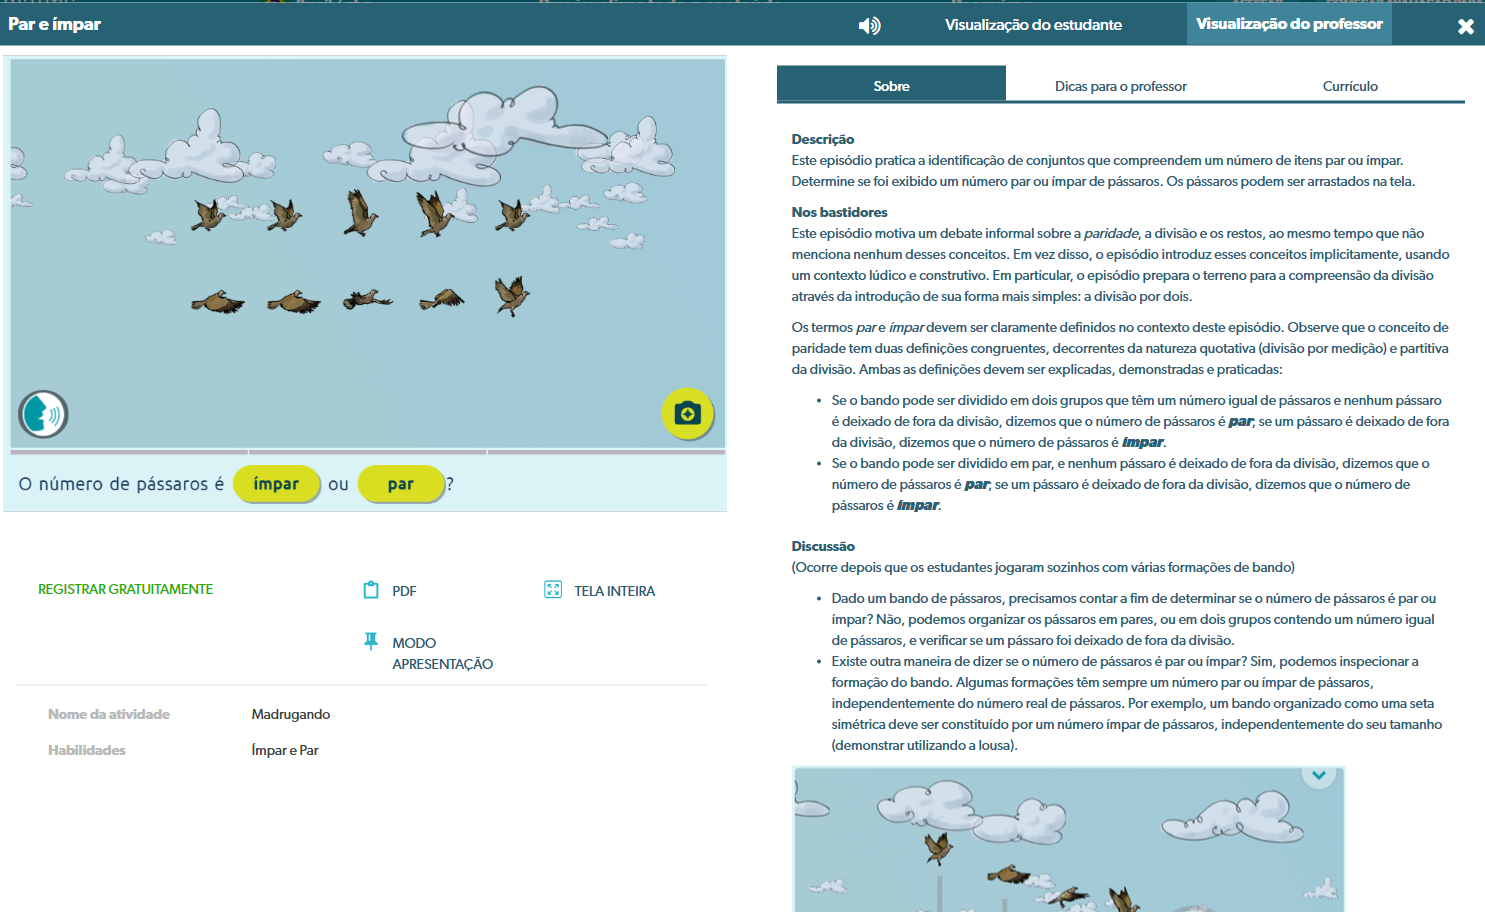 Par e ímpar
Visualização do estudante
Visualização do professor
O número de pássaros é ímpar ou par ?
REGISTRAR GRATUITAMENTE
PDF
TELA INTEIRA
MODO
APRESENTAÇÃO
Nome da atividade Madrugando
Habilidades Ímpar e Par
Sobre
Dicas para o professor
Currículo
Descrição
Este episódio pratica a identificação de conjuntos que compreendem um número de itens par ou ímpar.
Determine se foi exibido um número par ou ímpar de pássaros. Os pássaros podem ser arrastados na tela.
Nos bastidores
Este episódio motiva um debate informal sobre a paridade, a divisão e os restos, ao mesmo tempo que não
menciona nenhum desses conceitos. Em vez disso, o episódio introduz esses conceitos implicitamente, usando
um contexto lúdico e construtivo. Em particular, o episódio prepara o terreno para a compreensão da divisão
através da introdução de sua forma mais simples: a divisão por dois.
Os termos par e ímpar devem ser claramente definidos no contexto deste episódio. Observe que o conceito de
paridade tem duas definições congruentes, decorrentes da natureza quotativa (divisão por medição) e partitiva
da divisão. Ambas as definições devem ser explicadas, demonstradas e praticadas:
• Se o bando pode ser dividido em dois grupos que têm um número igual de pássaros e nenhum pássaro
é deixado de fora da divisão, dizemos que o número de pássaros é par; se um pássaro é deixado de fora
da divisão, dizemos que o número de pássaros é ímpar.
• Se o bando pode ser dividido em par, e nenhum pássaro é deixado de fora da divisão, dizemos que o
número de pássaros é par; se um pássaro é deixado de fora da divisão, dizemos que o número de
pássaros é ímpar.
Discussão
(Ocorre depois que os estudantes jogaram sozinhos com várias formações de bando)
• Dado um bando de pássaros, precisamos contar a fim de determinar se o número de pássaros é par ou
ímpar? Não, podemos organizar os pássaros em pares, ou em dois grupos contendo um número igual
de pássaros, e verificar se um pássaro foi deixado de fora da divisão.
• Existe outra maneira de dizer se o número de pássaros é par ou ímpar? Sim, podemos inspecionar a
formação do bando. Algumas formações têm sempre um número par ou ímpar de pássaros,
independentemente do número real de pássaros. Por exemplo, um bando organizado como uma seta
simétrica deve ser constituído por um número ímpar de pássaros, independentemente do seu tamanho
(demonstrar utilizando a lousa).